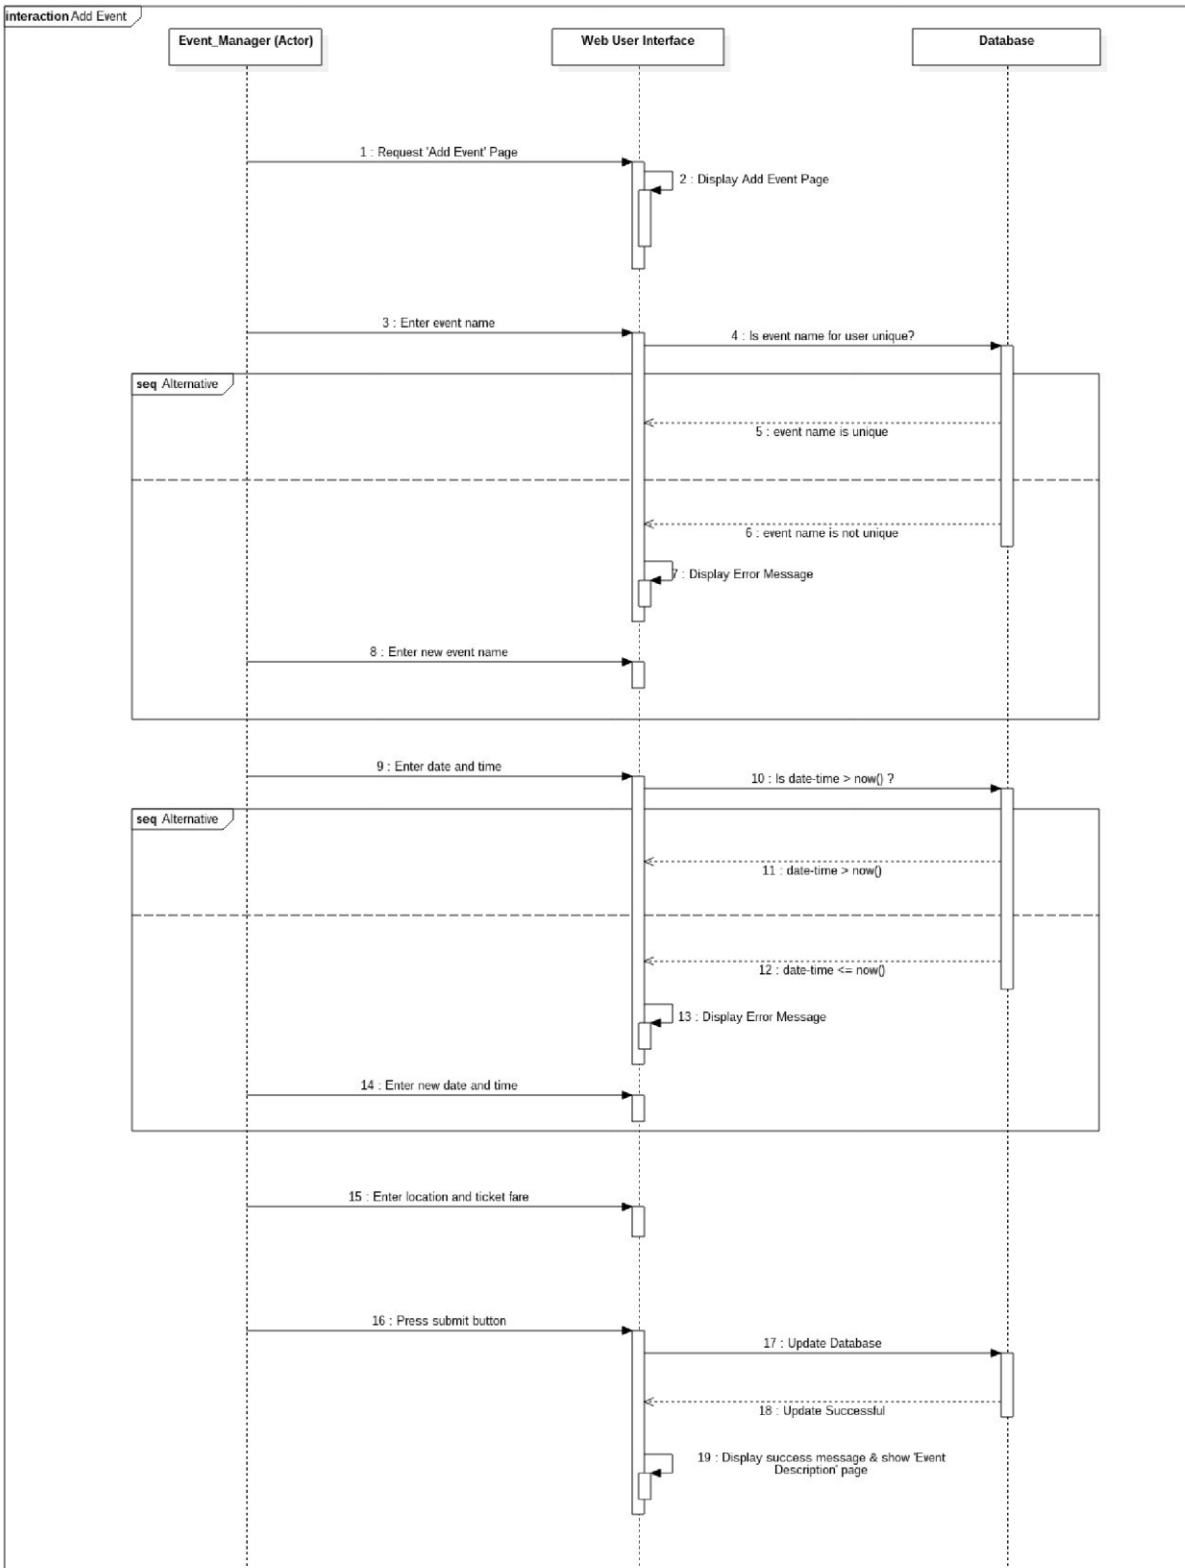 interaction Add Event
Event_Manager (Actor)
Web User Interface
Database
1 : Request 'Add Event' Page
2 : Display Add Event Page
3 : Enter event name
4 : Is event name for user unique?
seq Alternative
5 : event name is unique
6 : event name is not unique
7 : Display Error Message
8 : Enter new event name
9 : Enter date and time
10 : Is date-time > now() ?
seq Alternative
11 : date-time > now()
12 : date-time <= now()
13 : Display Error Message
14 : Enter new date and time
15 : Enter location and ticket fare
16 : Press submit button
17 : Update Database
18 : Update Successful
19 : Display success message & show 'Event
Description' page